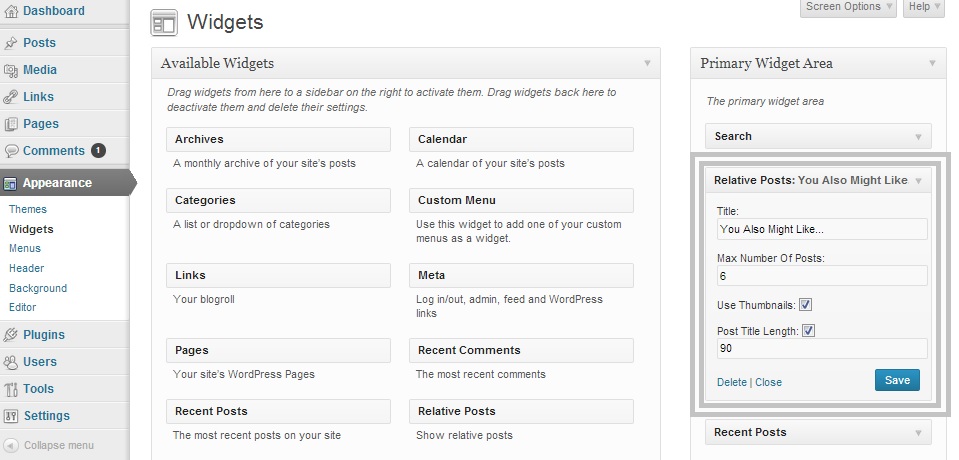 Dashboard
Posts
Media
Links
Pages
Comments 1
Appearance
Themes
Widgets
Menus
Header
Background
Editor
Plugins
Users
Tools
Settings
Collapse menu
Screen Options
Help
Widgets
Available Widgets
Drag widgets from here to a sidebar on the right to activate them. Drag widgets back here to
deactivate them and delete their settings.
Archives
A monthly archive of your site's posts
Calendar
A calendar of your site's posts
Categories
A list or dropdown of categories
Custom Menu
Use this widget to add one of your custom
menus as a widget.
Links
Your blogroll
Meta
Log in/out, admin, feed and WordPress
links
Pages
Your site's WordPress Pages
Recent Comments
The most recent comments
Recent Posts
The most recent posts on your site
Relative Posts
Show relative posts
Primary Widget Area
The primary widget area
Search
Relative Posts: You Also Might Like
Title:
You Also Might Like...
Max Number Of Posts:
6
Use Thumbnails:
Post Title Length:
90
Delete | Close
Save
Recent Posts